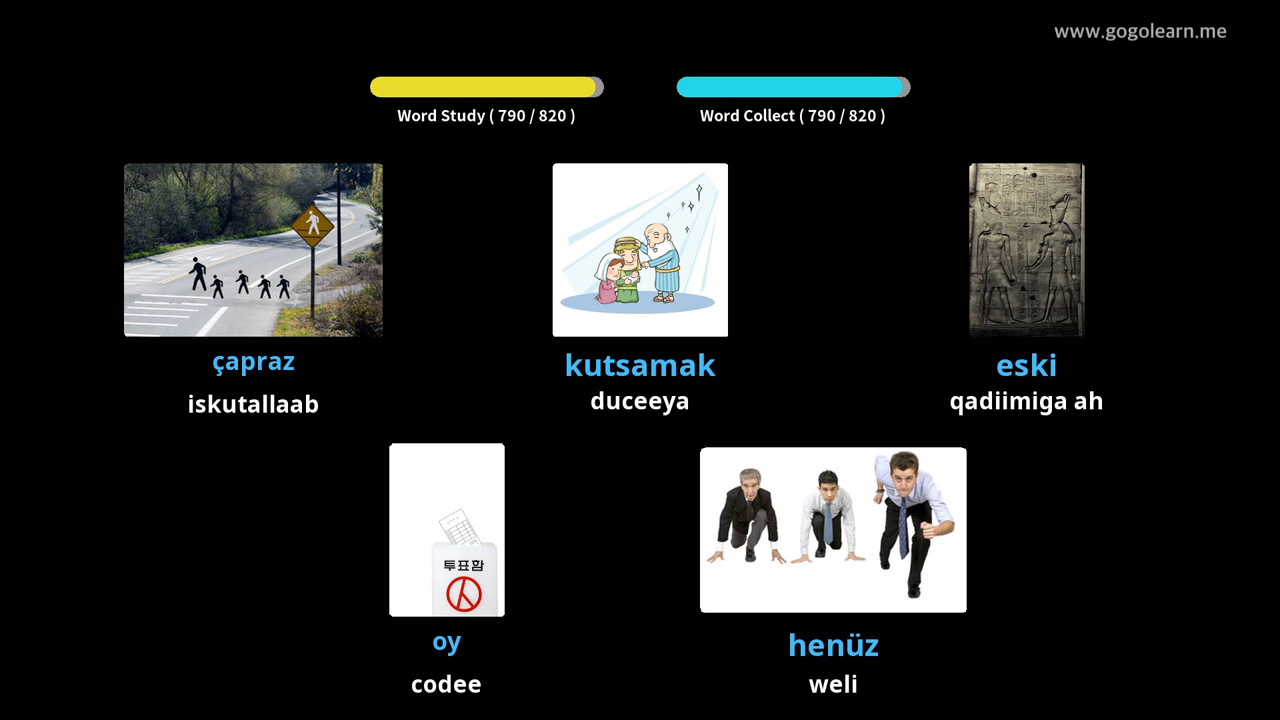 www.gogolearn.me
Word Study ( 790 / 820 )
Word Collect ( 790 / 820 )
çapraz
iskutallaab
kutsamak
duceeya
eski
qadiimiga ah
투표함
oy
codee
henüz
weli